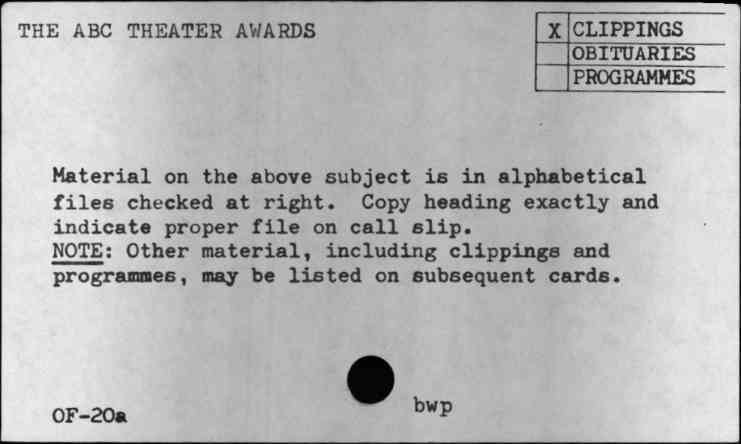 THE ABC THEATER AWARDS
X CLIPPINGS
OBITUARIES
PROGRAMMES
Material on the above subject is in alphabetical
files checked at right. Copy heading exactly and
indicate proper file on call slip.
NOTE: Other material, including clippings and
programmes, may be listed on subsequent cards.
OF-20a
bwp